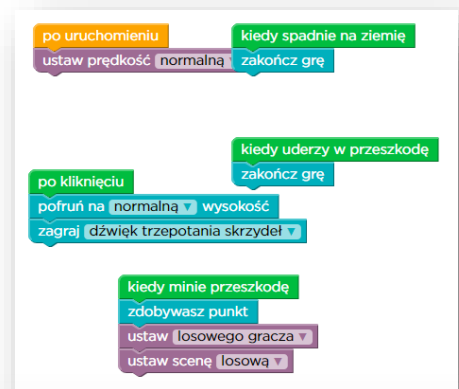 po uruchomieniu
ustaw prędkość normalną
kiedy spadnie na ziemię
zakończ grę
kiedy uderzy w przeszkodę
zakończ grę
po kliknięciu
pofruń na normalną wysokość
zagraj dźwięk trzepotania skrzydeł
kiedy minie przeszkodę
zdobywasz punkt
ustaw losowego gracza
ustaw scenę losową